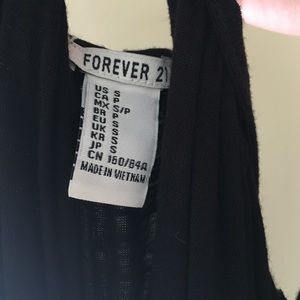 FOREVER 21
US S
CA P
MX S/P
BR P
EU S
UK S
KR S
JP S
CN 160/84A
MADE IN VIETNAM